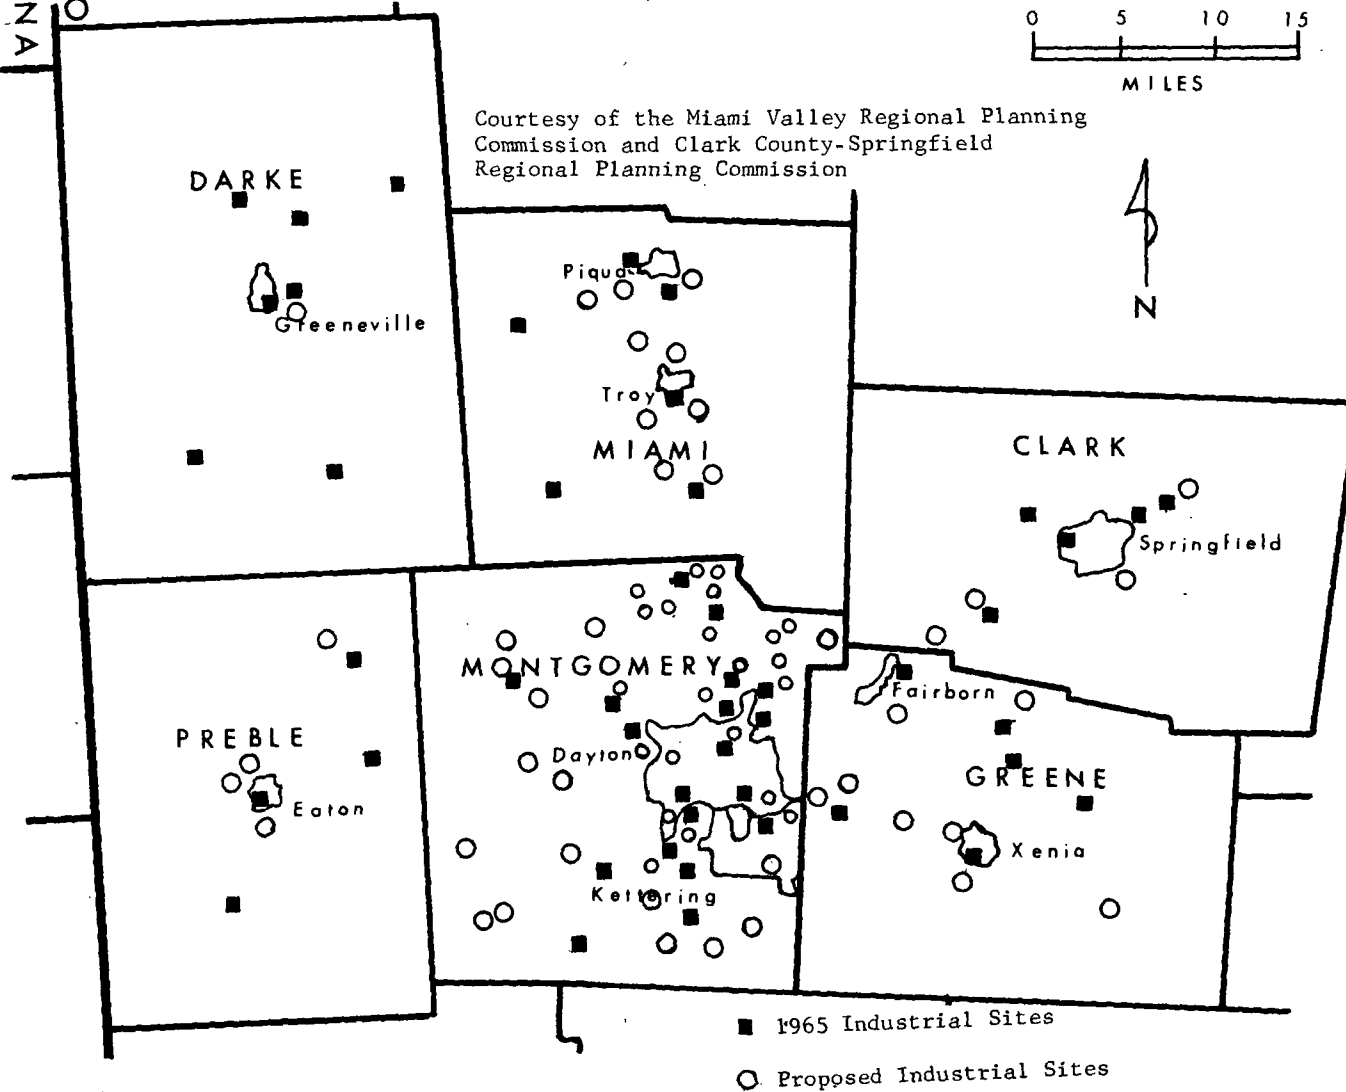 N O
A
0 5 10 15
MILES
Courtesy of the Miami Valley Regional Planning
Commission and Clark County-Springfield
Regional Planning Commission
DARKE
Piqua
N
Greeneville
Troy
MIAMI
CLARK
Springfield
MONTGOMERY
Fairborn
PREBLE
Dayton
GREENE
Eaton
Xenia
Kettering
1965 Industrial Sites
Proposed Industrial Sites